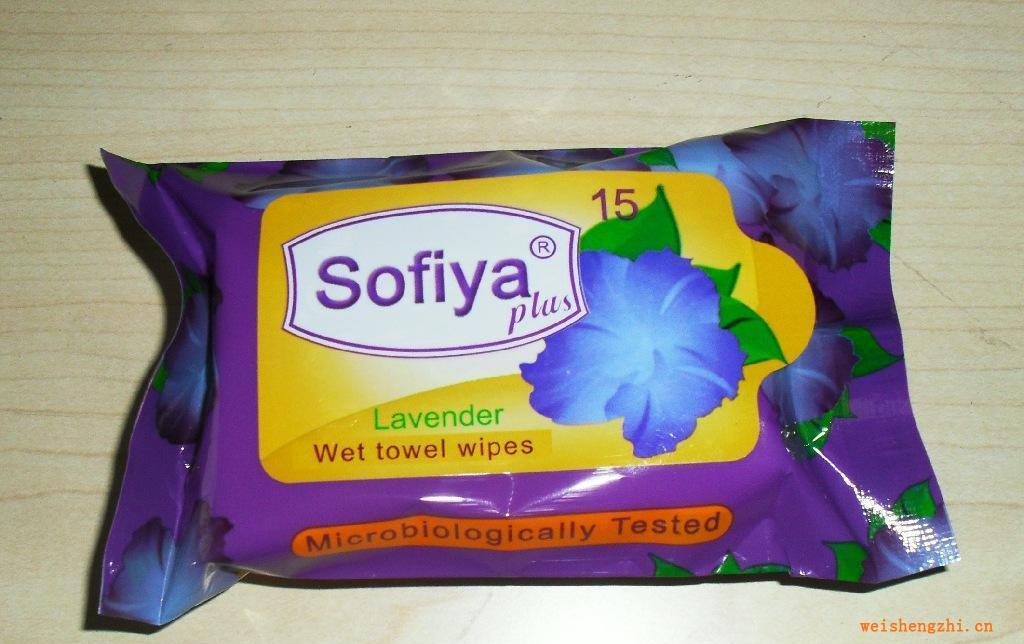 15
Sofiya®
plus
Lavender
Wet towel wipes
Microbiologically Tested
weishengzhi.cn